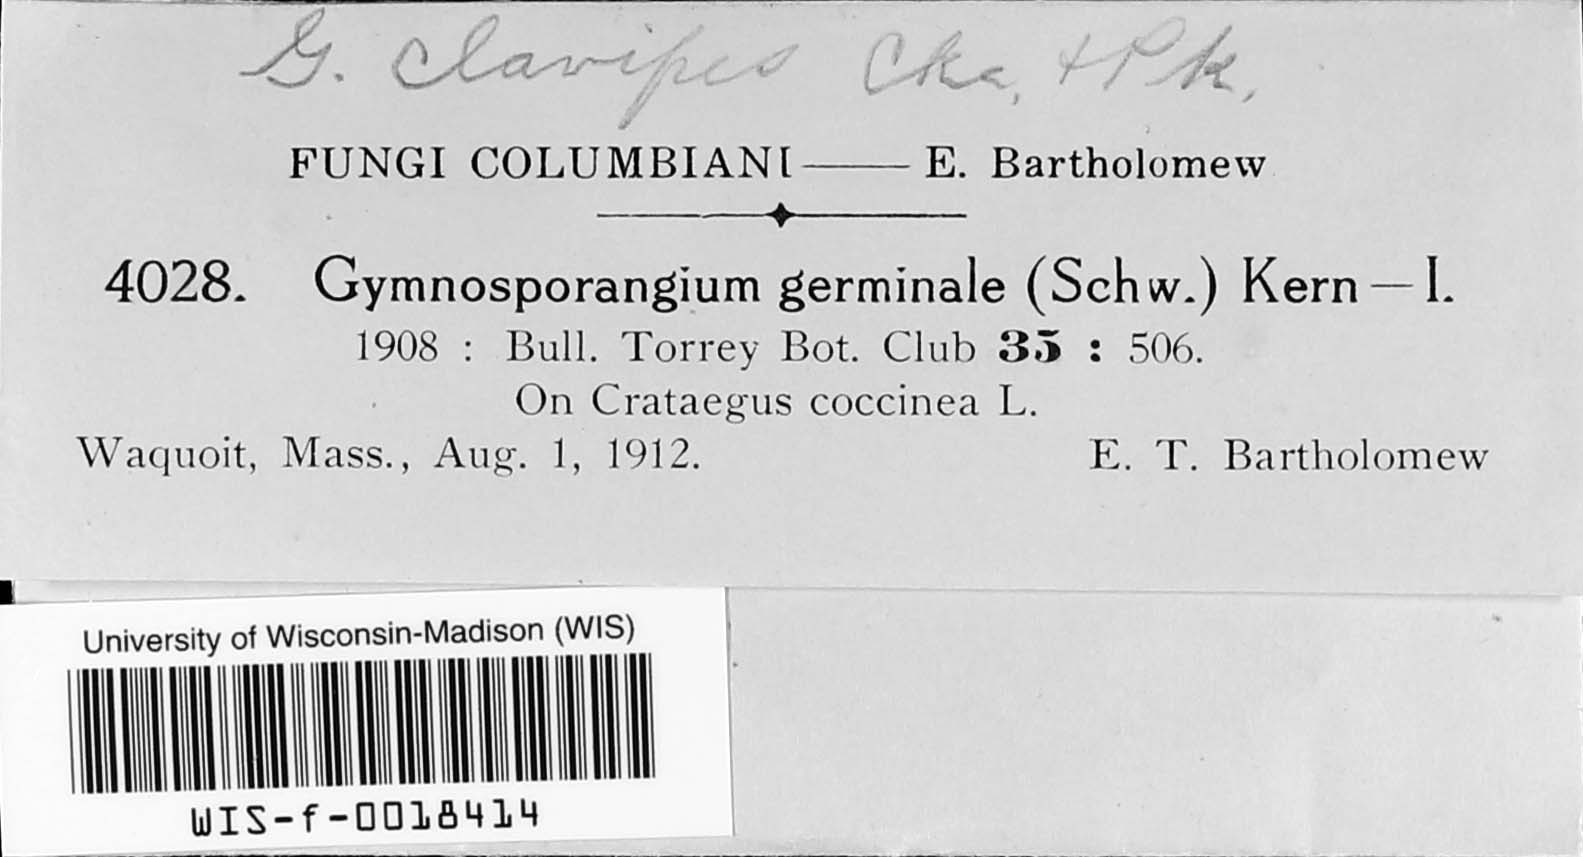 G. clavipes Cke. + Pk.
FUNGI COLUMBIANI — E. Bartholomew
4028. Gymnosporangium germinale (Schw.) Kern — I.
1908 : Bull. Torrey Bot. Club 35 : 506.
On Crataegus coccinea L.
Waquoit, Mass., Aug. 1, 1912. E. T. Bartholomew
University of Wisconsin-Madison (WIS)
WIS-f-0018414